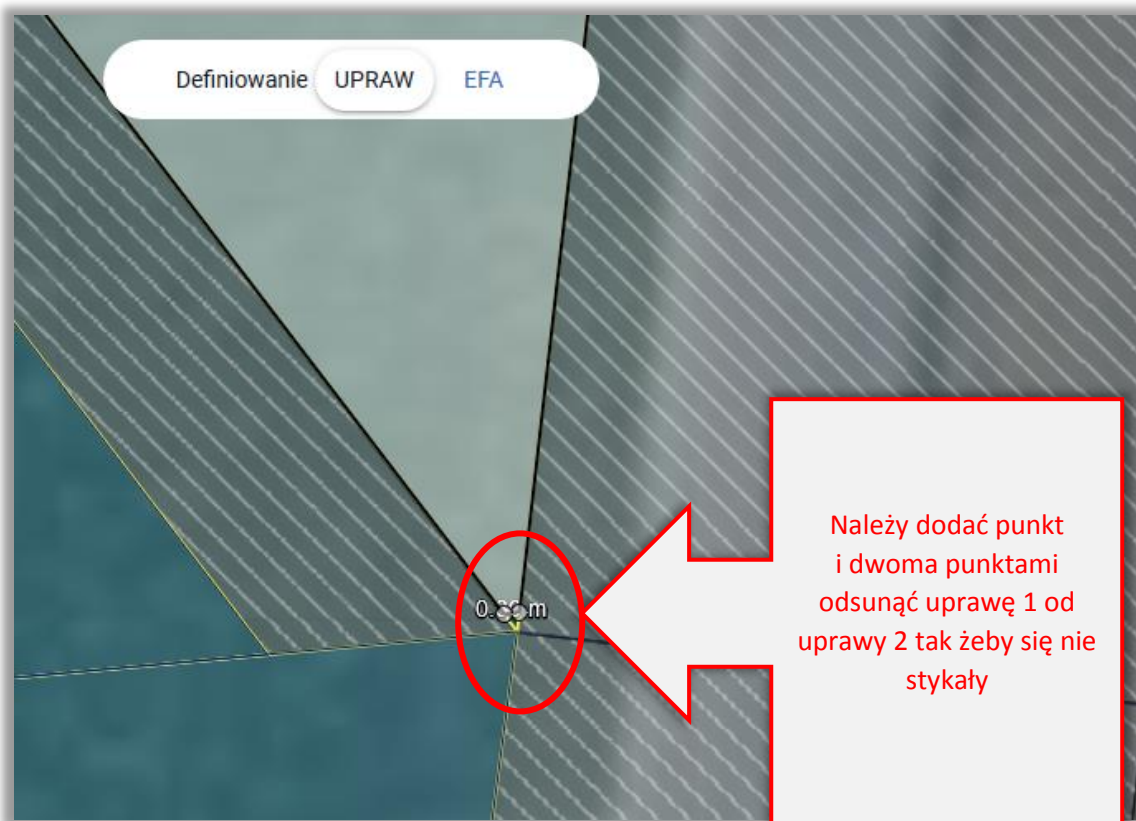 Definiowanie UPRAW EFA
Należy dodać punkt
i dwoma punktami
odsunąć uprawę 1 od
uprawy 2 tak żeby się nie
stykały
m